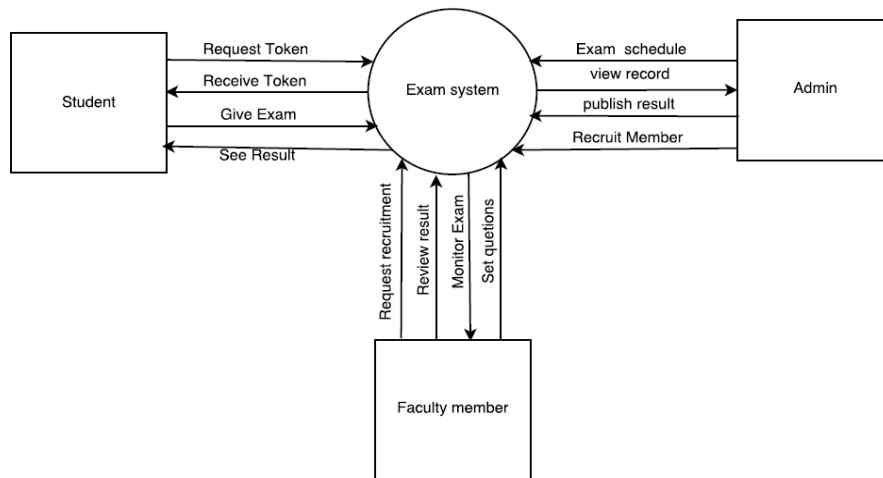 Request Token
Receive Token
Student
Give Exam
See Result
Exam system
Exam schedule
view record
Admin
publish result
Recruit Member
Request recruitment
Review result
Monitor Exam
Set quetions
Faculty member